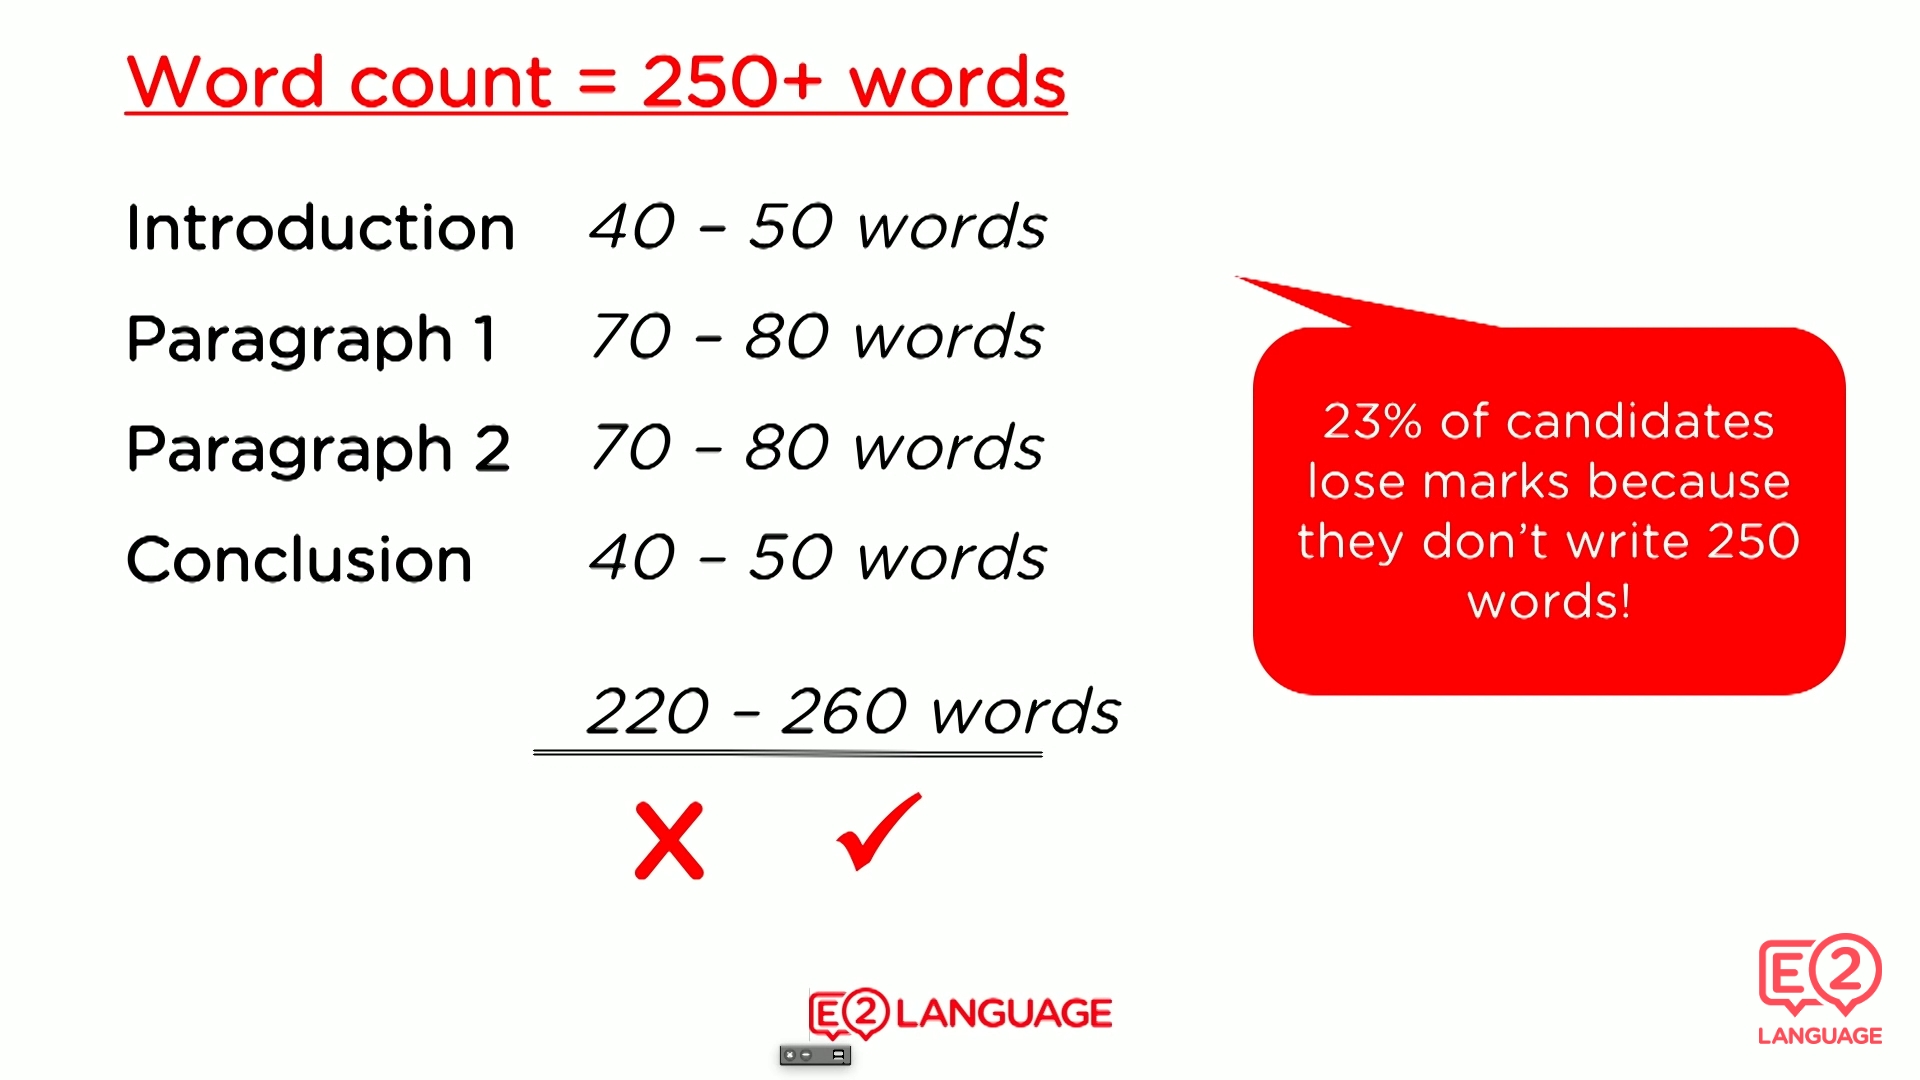 Word count = 250+ words
Introduction 40 – 50 words
Paragraph 1 70 – 80 words
Paragraph 2 70 – 80 words
Conclusion 40 – 50 words
220 – 260 words
23% of candidates
lose marks because
they don’t write 250
words!
E2 LANGUAGE
E2
LANGUAGE